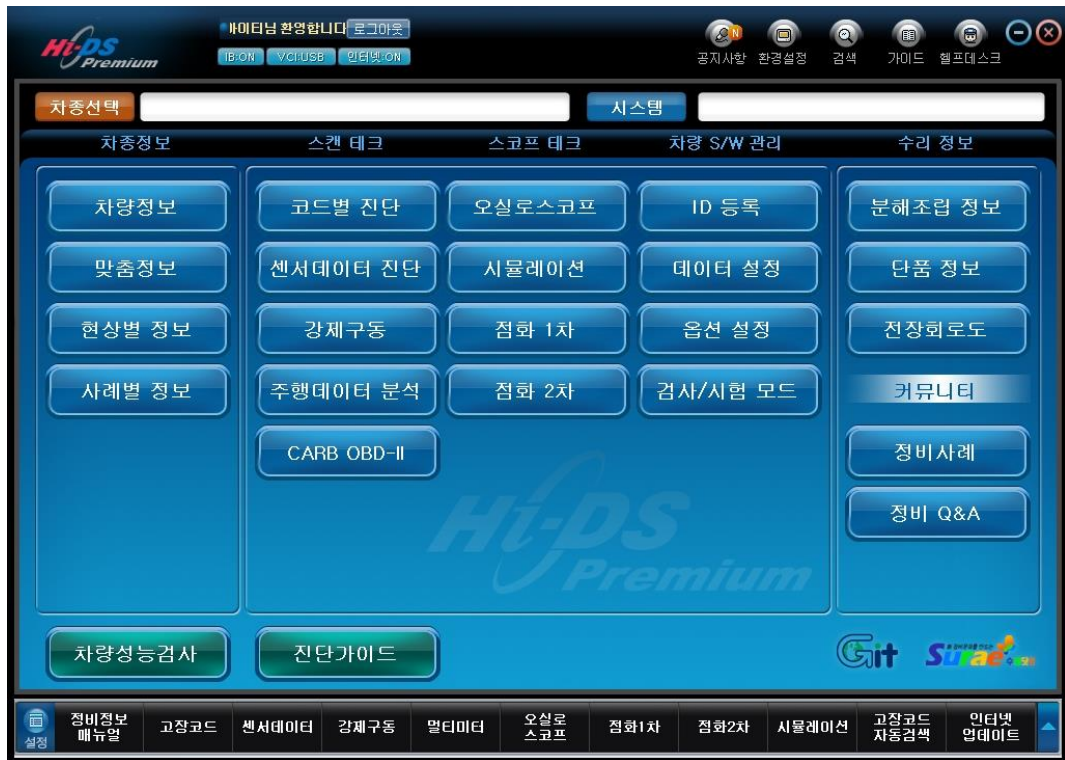 Hi-DS
Premium
아이티님 환영합니다 로그아웃
IB:ON VCI:USB 인터넷:ON
N
공지사항 환경설정 검색 가이드 헬프데스크
차종선택 시스템
차종정보 스캔 테크 스코프 테크 차량 S/W 관리 수리 정보
차량정보 코드별 진단 오실로스코프 ID 등록 분해조립 정보
맞춤정보 센서데이터 진단 시뮬레이션 데이터 설정 단품 정보
현상별 정보 강제구동 점화 1차 옵션 설정 전장회로도
사례별 정보 주행데이터 분석 점화 2차 검사/시험 모드 커뮤니티
CARB OBD-II 정비사례
정비 Q&A
Hi-DS
Premium
차량성능검사 진단가이드 Git Surae
설정 정비정보 매뉴얼 고장코드 센서데이터 강제구동 멀티미터 오실로 스코프 점화1차 점화2차 시뮬레이션 고장코드 자동검색 인터넷 업데이트